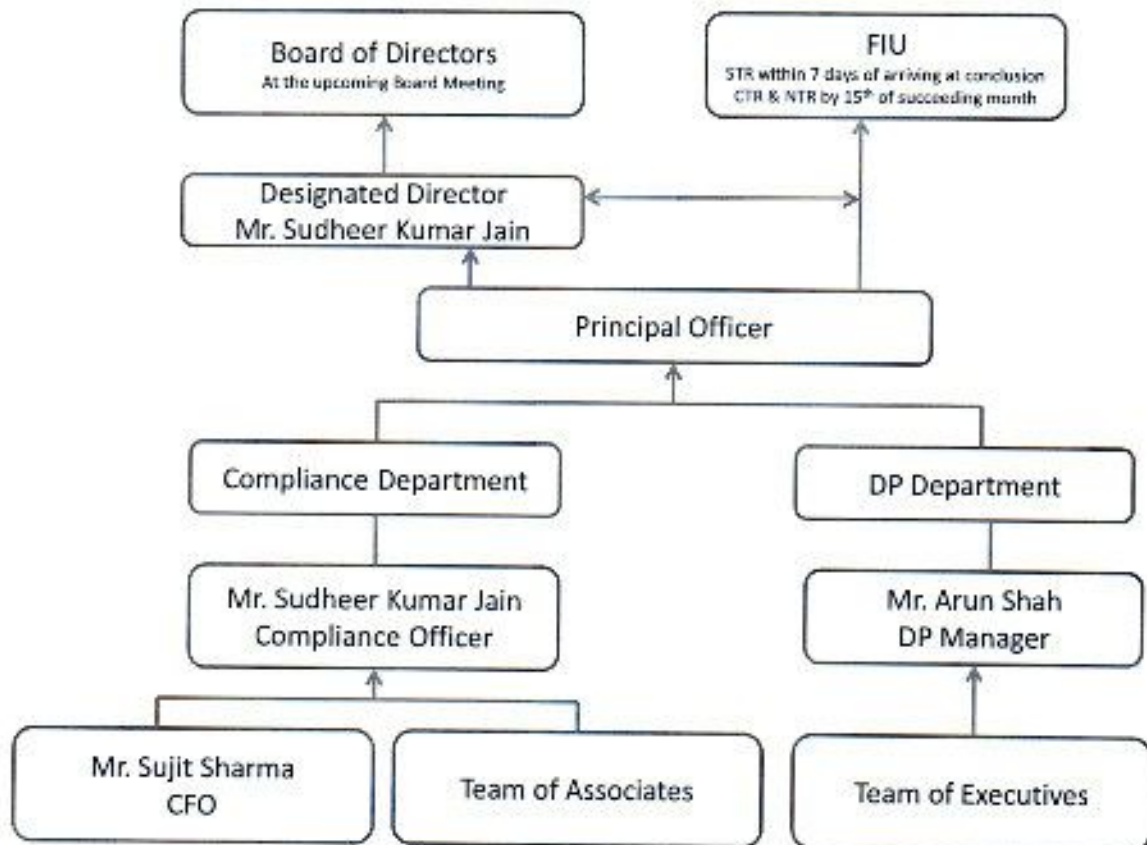 Board of Directors
At the upcoming Board Meeting
FIU
STR within 7 days of arriving at conclusion
CTR & NTR by 15th of succeeding month
Designated Director
Mr. Sudheer Kumar Jain
Principal Officer
Compliance Department
DP Department
Mr. Sudheer Kumar Jain
Compliance Officer
Mr. Arun Shah
DP Manager
Mr. Sujit Sharma
CFO
Team of Associates
Team of Executives